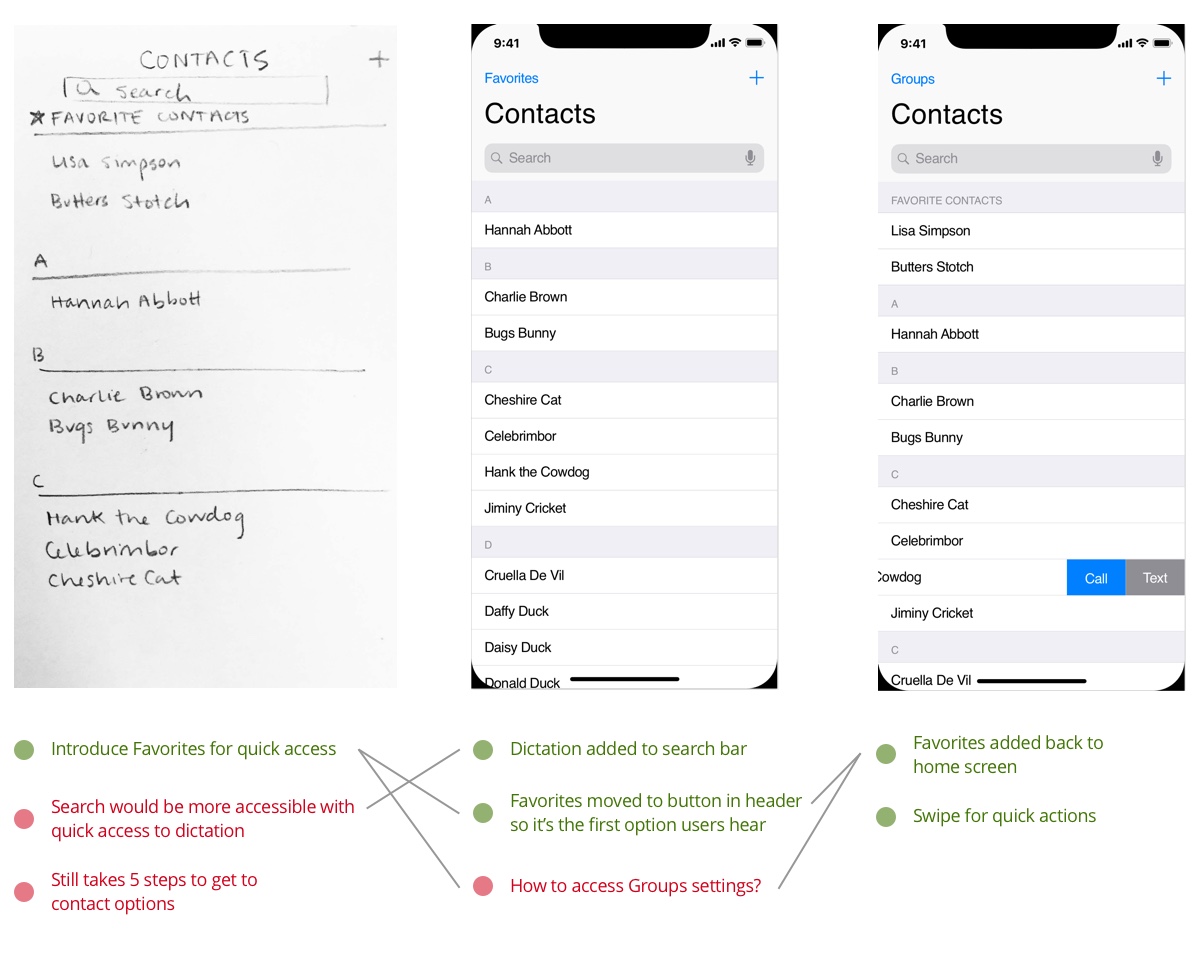 CONTACTS +
Search
★ FAVORITE CONTACTS
Lisa Simpson
Butters Stotch
A
Hannah Abbott
B
Charlie Brown
Bugs Bunny
C
Hank the Cowdog
Celebrimbor
Cheshire Cat
9:41
Favorites +
Contacts
Search
A
Hannah Abbott
B
Charlie Brown
Bugs Bunny
C
Cheshire Cat
Celebrimbor
Hank the Cowdog
Jiminy Cricket
D
Cruella De Vil
Daffy Duck
Daisy Duck
Donald Duck
9:41
Groups +
Contacts
Search
FAVORITE CONTACTS
Lisa Simpson
Butters Stotch
A
Hannah Abbott
B
Charlie Brown
Bugs Bunny
C
Cheshire Cat
Celebrimbor
Cowdog Call Text
Jiminy Cricket
C
Cruella De Vil
Introduce Favorites for quick access
Search would be more accessible with
quick access to dictation
Still takes 5 steps to get to
contact options
Dictation added to search bar
Favorites moved to button in header
so it's the first option users hear
How to access Groups settings?
Favorites added back to
home screen
Swipe for quick actions